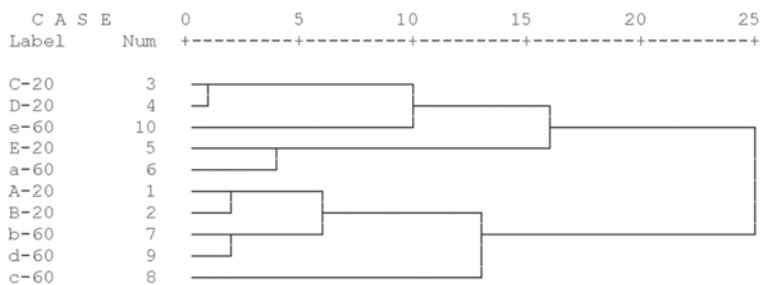 C A S E 0 5 10 15 20 25
Label Num +---------+---------+---------+---------+---------+
C-20 3
D-20 4
e-60 10
E-20 5
a-60 6
A-20 1
B-20 2
b-60 7
d-60 9
c-60 8